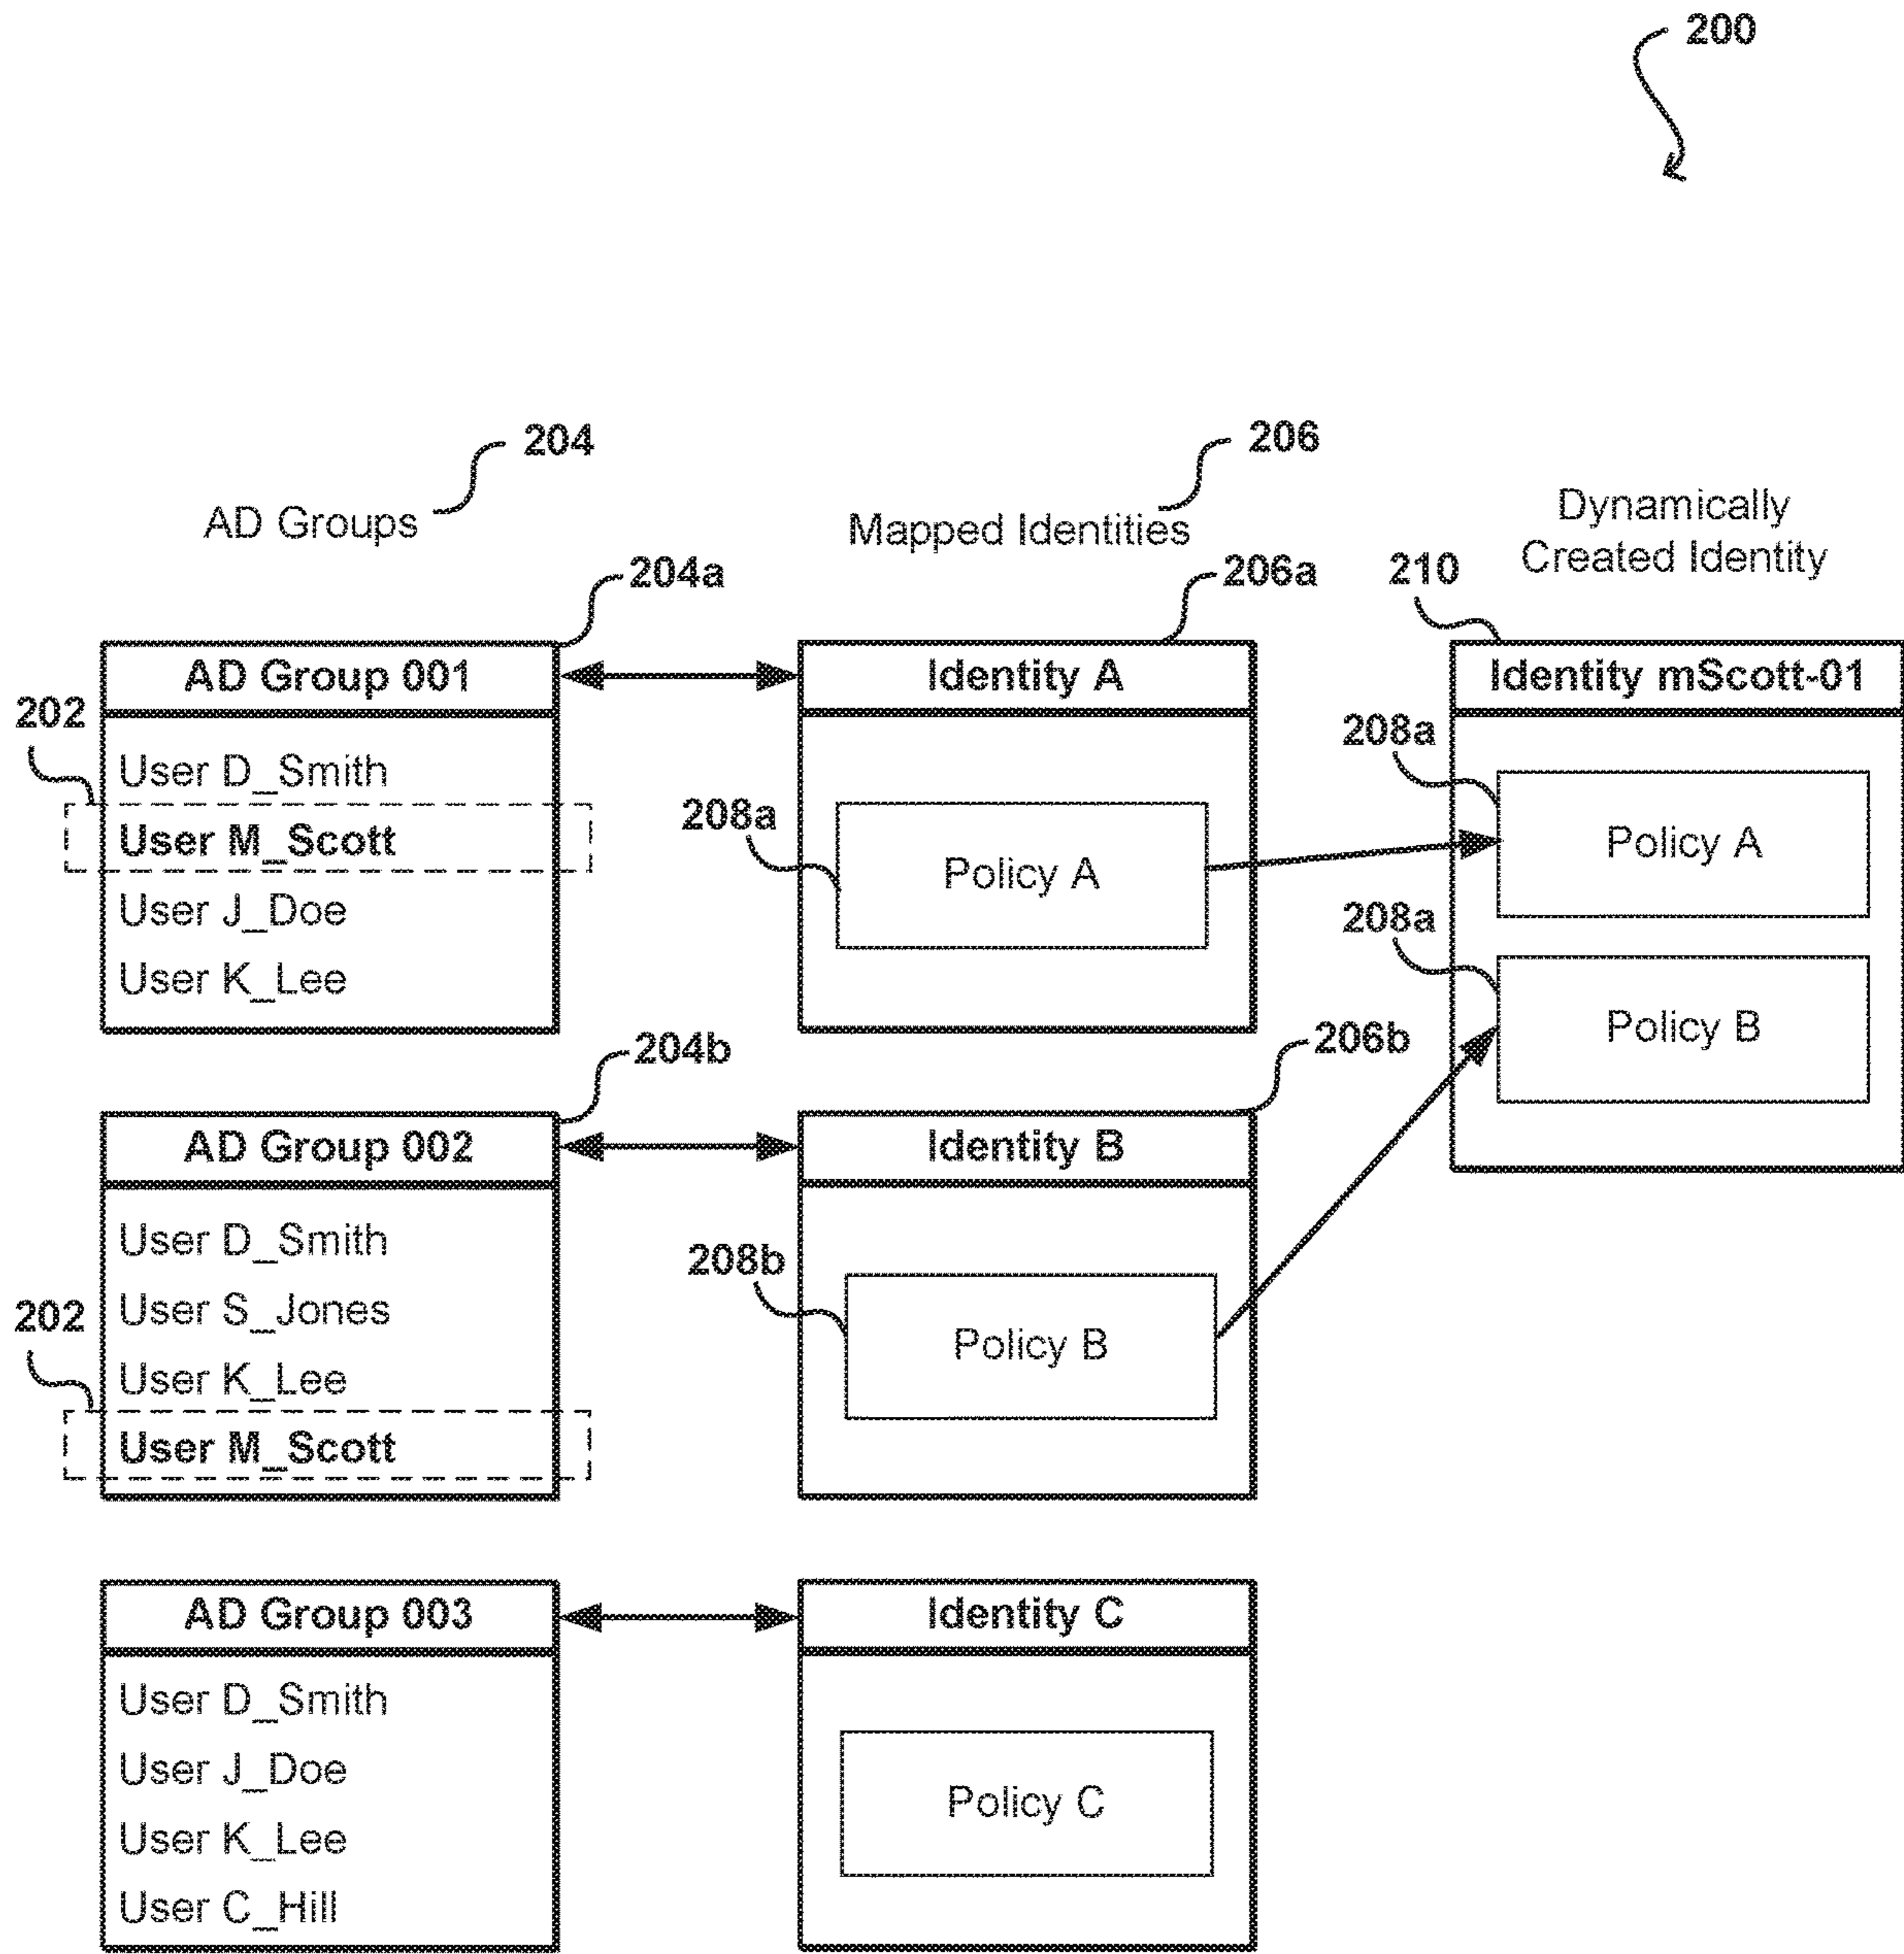 200
204
206
AD Groups
Mapped Identities
Dynamically
Created Identity
204a
206a
210
AD Group 001
Identity A
Identity mScott-01
202
User D_Smith
User M_Scott
User J_Doe
User K_Lee
208a
Policy A
208a
Policy A
208a
Policy B
204b
206b
AD Group 002
Identity B
User D_Smith
User S_Jones
202
User K_Lee
User M_Scott
208b
Policy B
AD Group 003
Identity C
User D_Smith
User J_Doe
User K_Lee
User C_Hill
Policy C